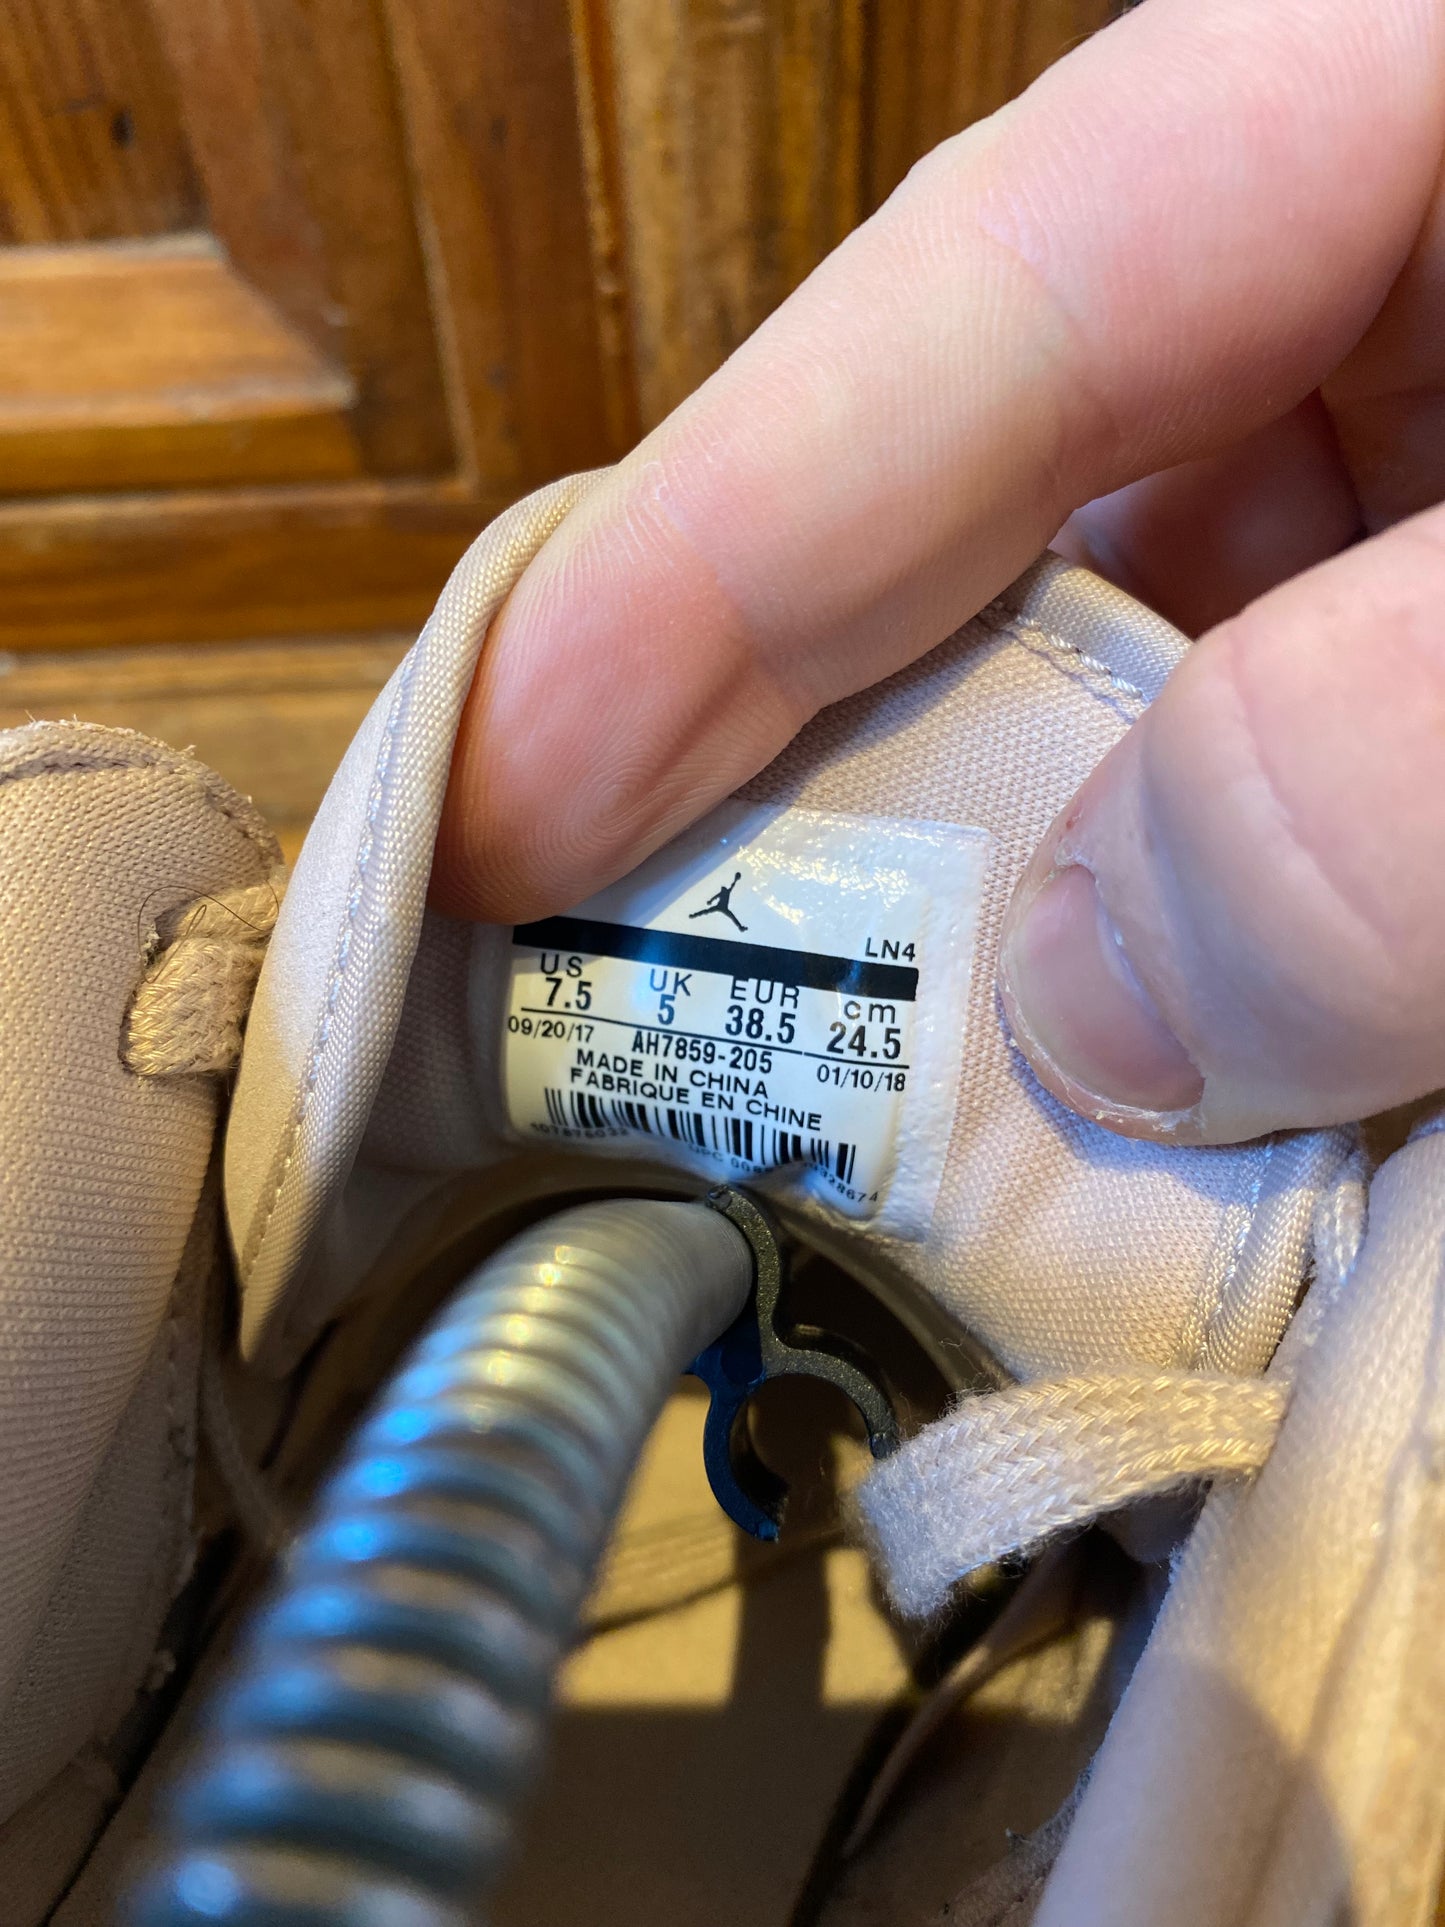 LN4
US UK EUR cm
7.5 5 38.5 24.5
09/20/17 AH7859-205 01/10/18
MADE IN CHINA
FABRIQUE EN CHINE
UPC